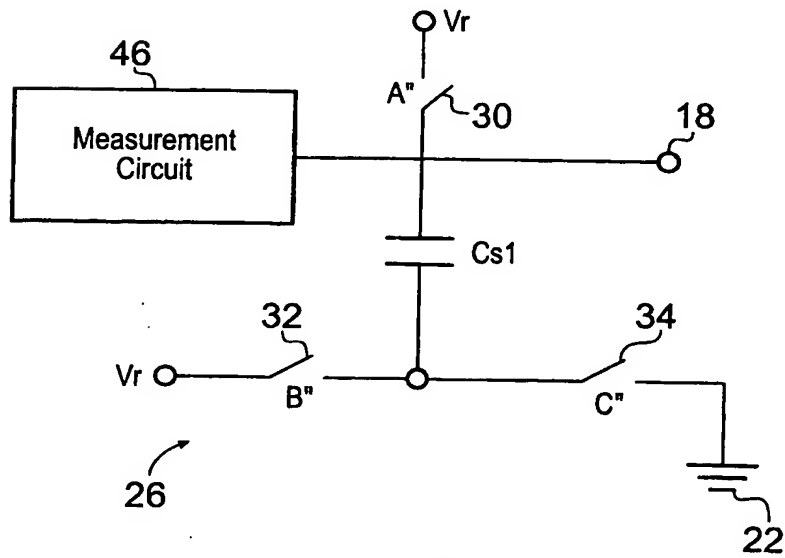 Vr
46
A"
30
18
Measurement
Circuit
Cs1
32
34
Vr
B"
C"
26
22